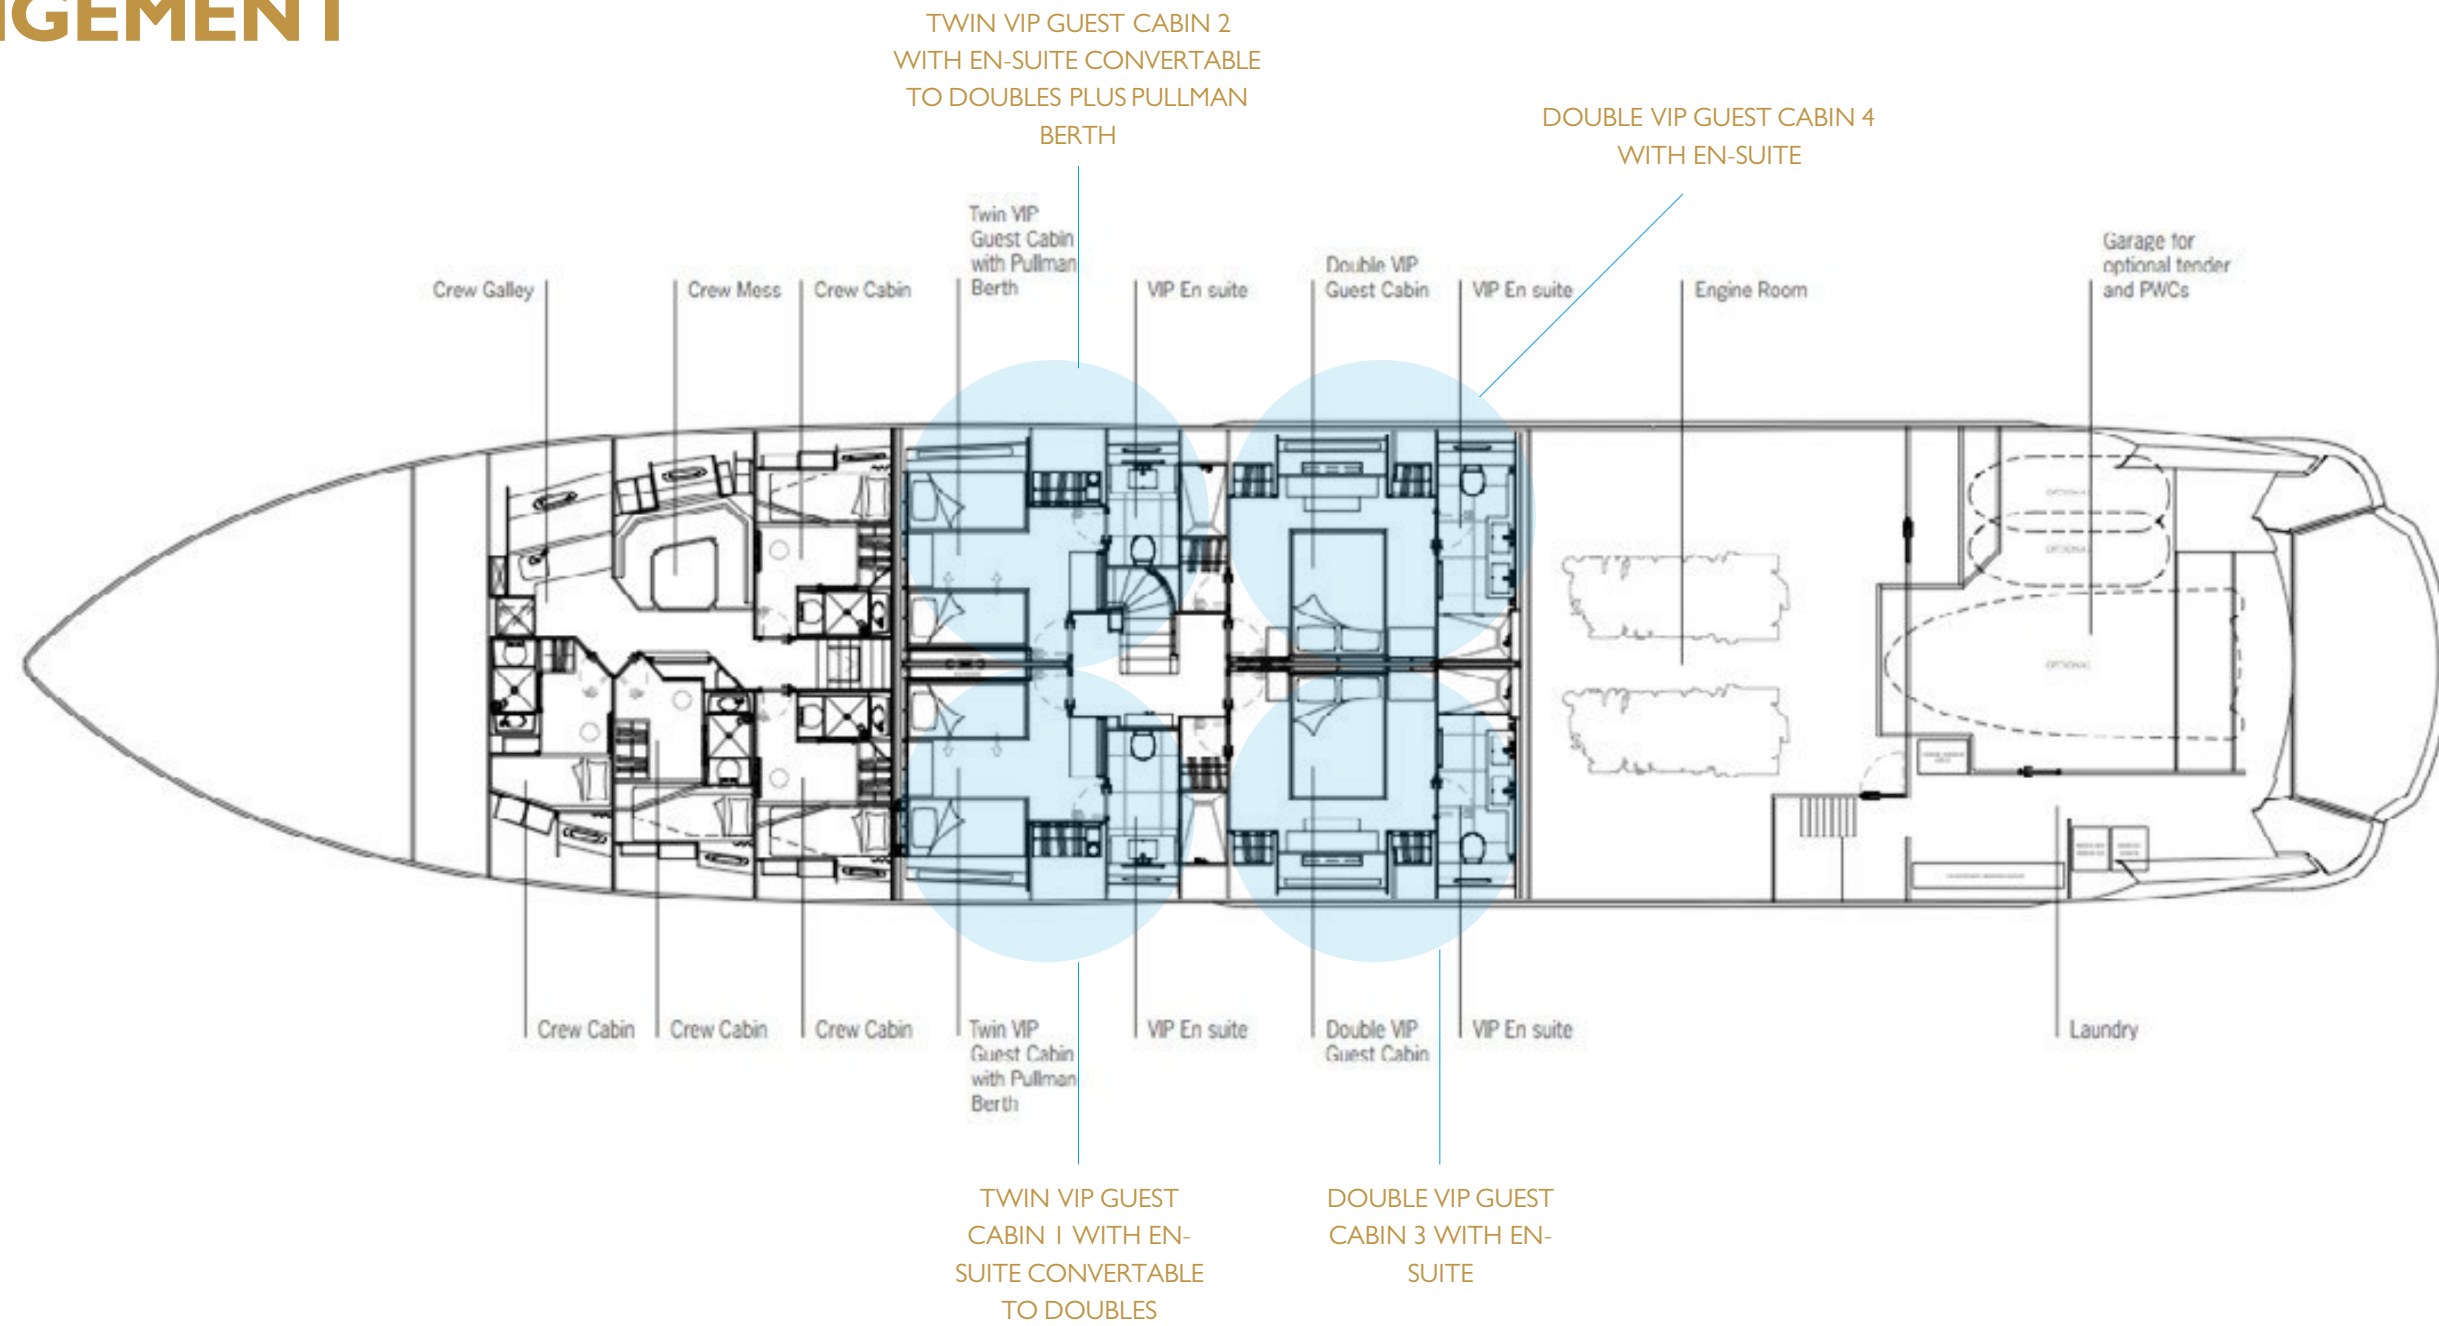 NGEMENT
TWIN VIP GUEST CABIN 2
WITH EN-SUITE CONVERTABLE
TO DOUBLES PLUS PULLMAN
BERTH
DOUBLE VIP GUEST CABIN 4
WITH EN-SUITE
Crew Galley
Crew Mess
Crew Cabin
Twin VIP
Guest Cabin
with Pullman
Berth
VIP En suite
Double VIP
Guest Cabin
VIP En suite
Engine Room
Garage for
optional tender
and PWCs
OPTIONAL
OPTIONAL
OPTIONAL
Crew Cabin
Crew Cabin
Crew Cabin
Twin VIP
Guest Cabin
with Pullman
Berth
VIP En suite
Double VIP
Guest Cabin
VIP En suite
Laundry
TWIN VIP GUEST
CABIN 1 WITH EN-
SUITE CONVERTABLE
TO DOUBLES
DOUBLE VIP GUEST
CABIN 3 WITH EN-
SUITE